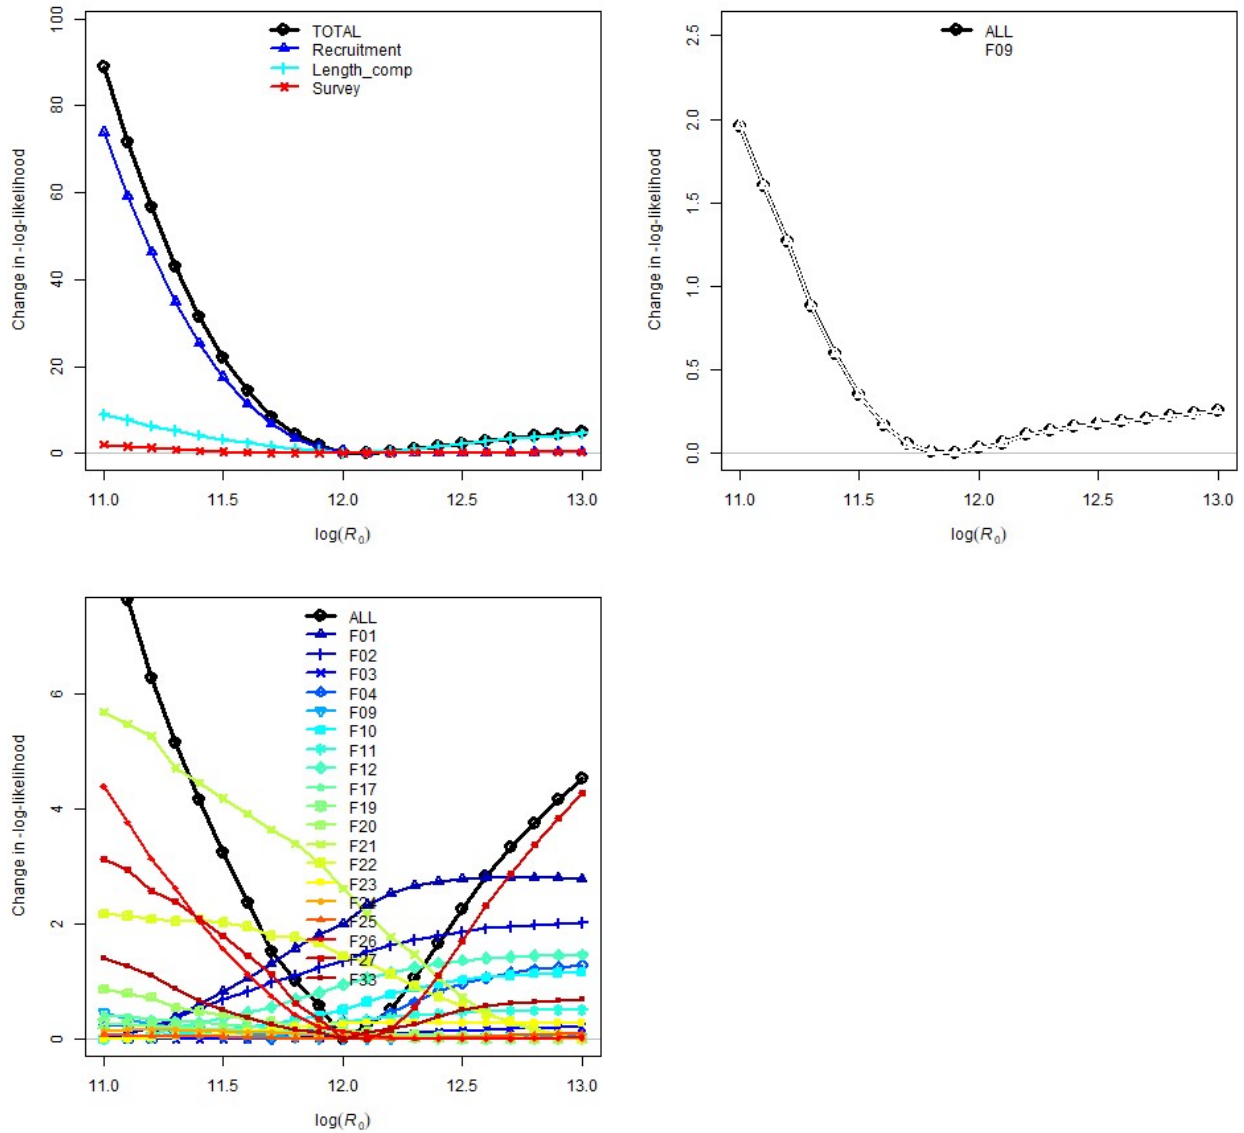 100
80
60
40
20
0
Change in -log-likelihood
TOTAL
Recruitment
Length_comp
Survey
11.0 11.5 12.0 12.5 13.0
log(R₀)
2.5
2.0
1.5
1.0
0.5
0.0
Change in -log-likelihood
ALL
F09
11.0 11.5 12.0 12.5 13.0
log(R₀)
6
4
2
0
Change in -log-likelihood
ALL
F01
F02
F03
F04
F09
F10
F11
F12
F17
F19
F20
F21
F22
F23
F24
F25
F26
F27
F33
11.0 11.5 12.0 12.5 13.0
log(R₀)